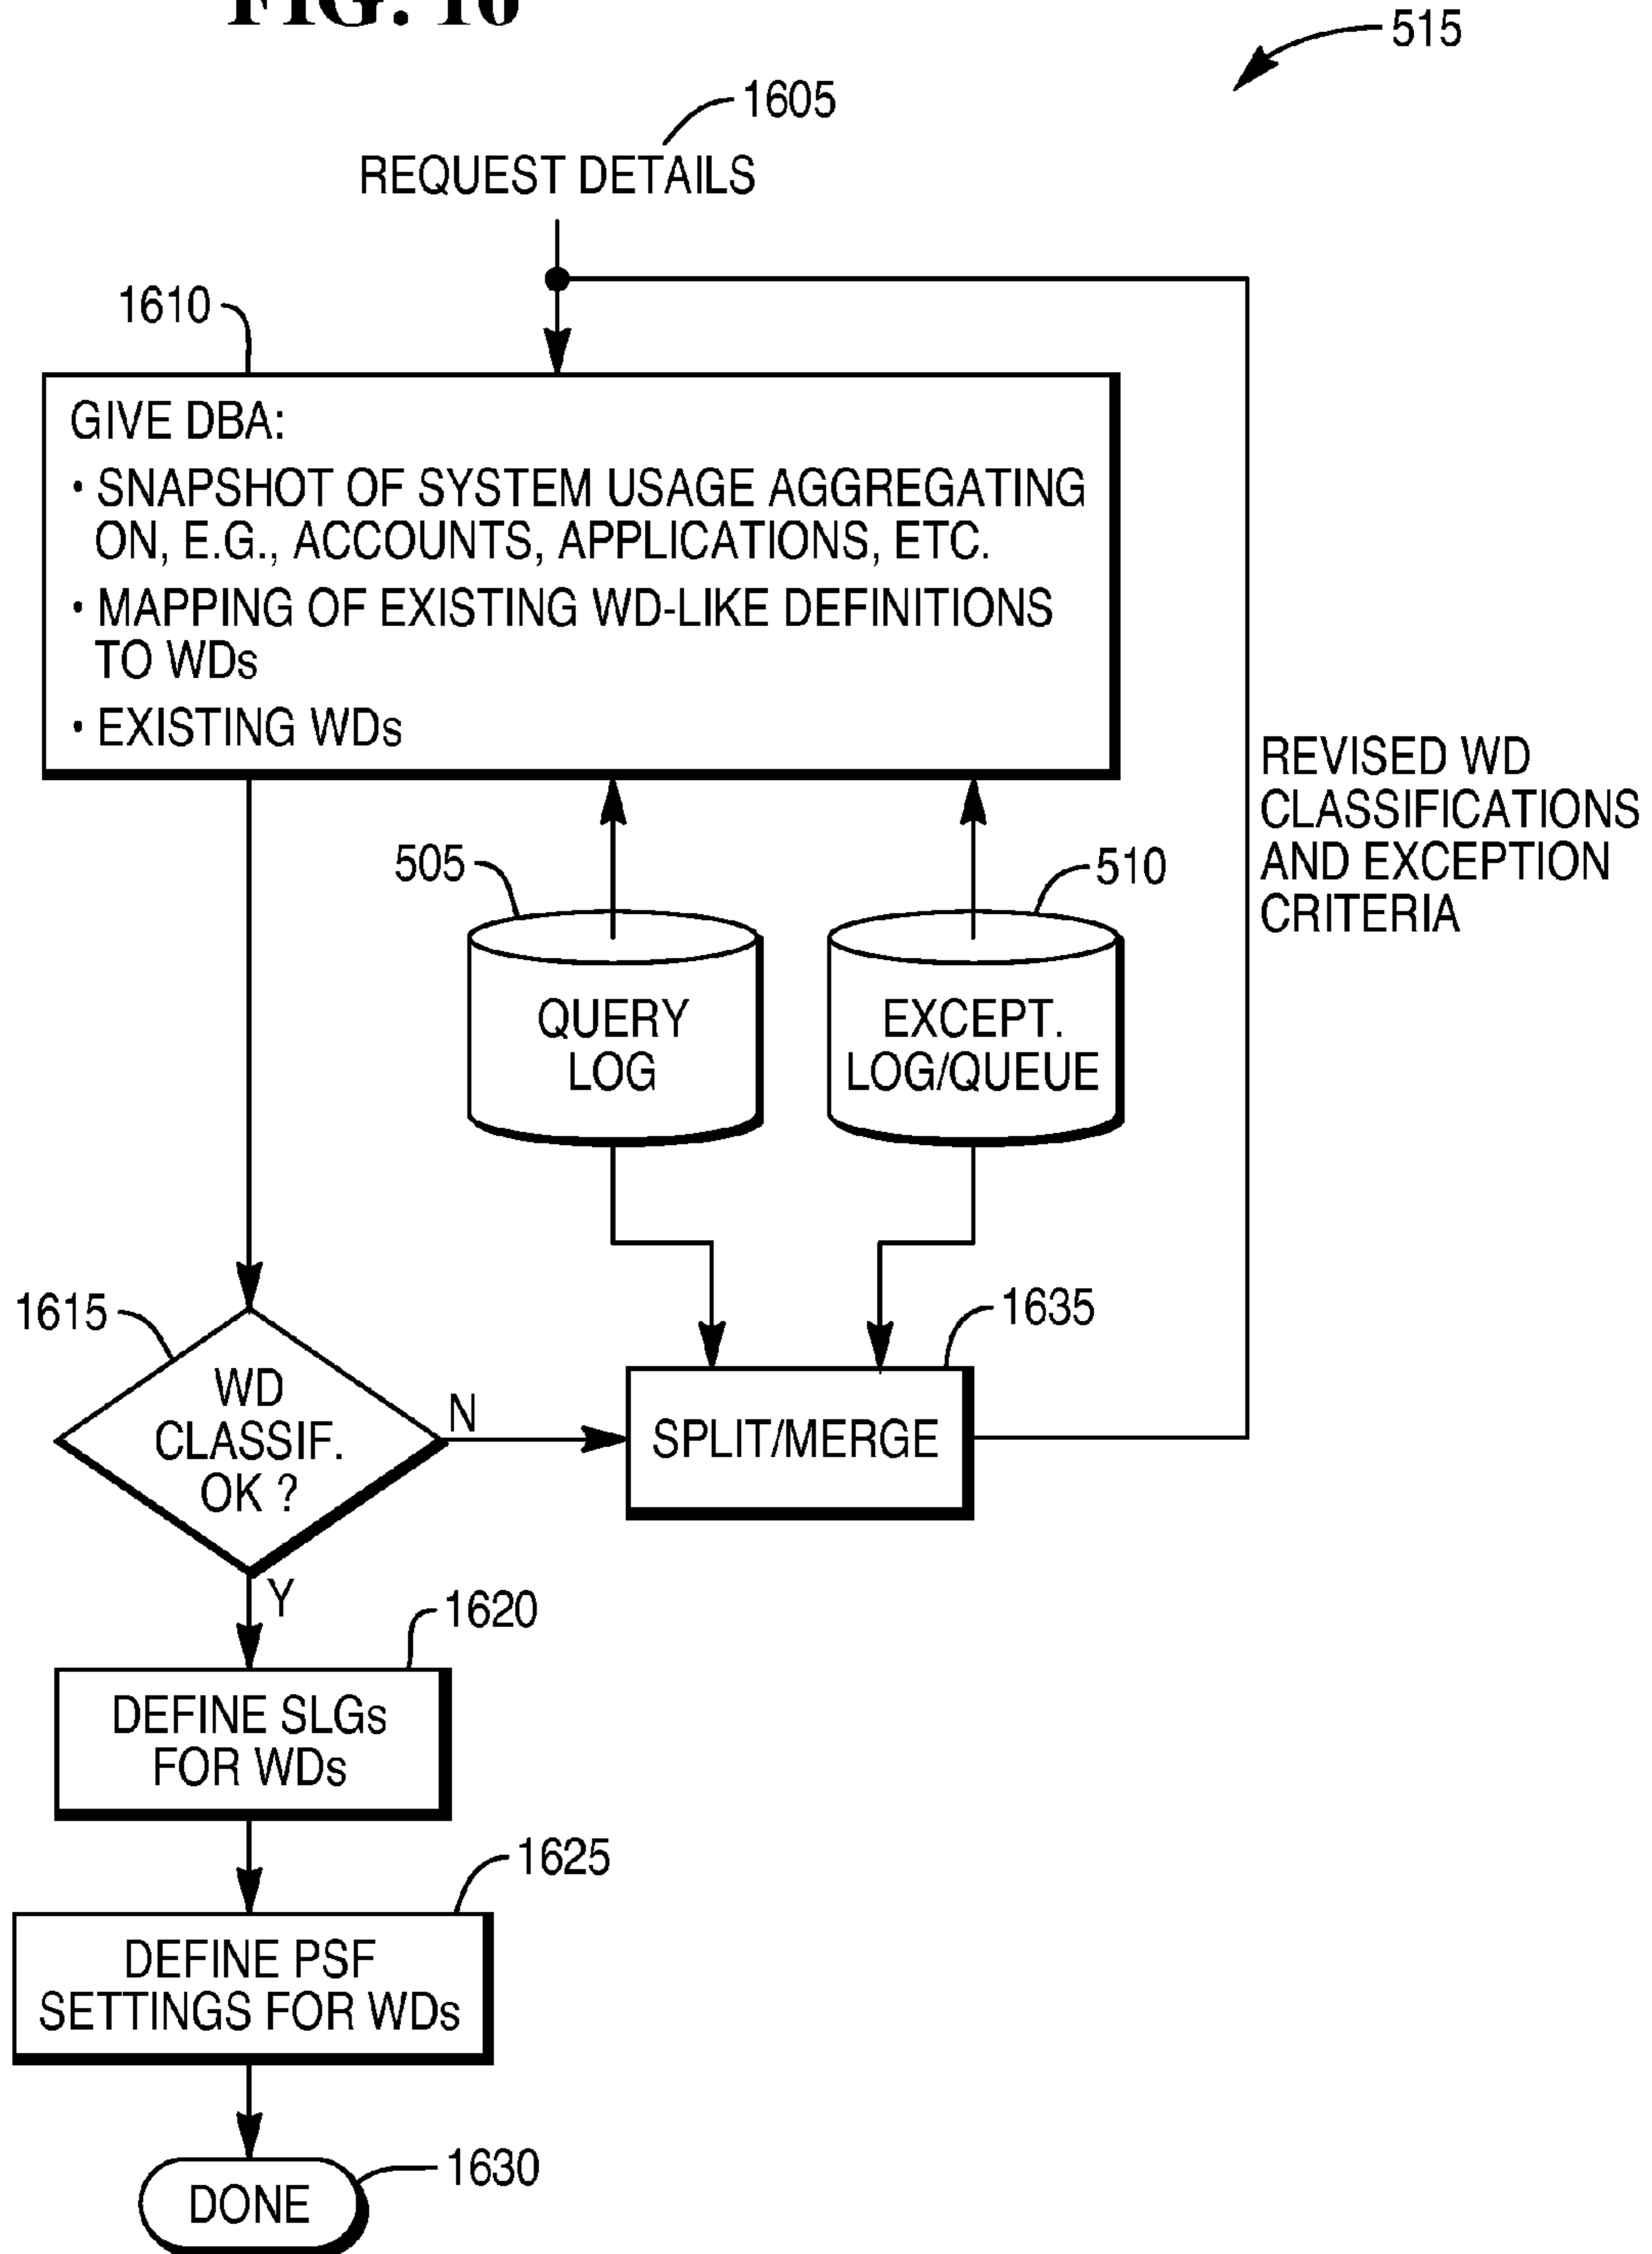 FIG. 16
515
1605
REQUEST DETAILS
1610
GIVE DBA:
• SNAPSHOT OF SYSTEM USAGE AGGREGATING
ON, E.G., ACCOUNTS, APPLICATIONS, ETC.
• MAPPING OF EXISTING WD-LIKE DEFINITIONS
TO WDs
• EXISTING WDs
REVISED WD
CLASSIFICATIONS
AND EXCEPTION
CRITERIA
505
510
QUERY
LOG
EXCEPT.
LOG/QUEUE
1615
1635
WD
CLASSIF.
OK ?
N
SPLIT/MERGE
Y
1620
DEFINE SLGs
FOR WDs
1625
DEFINE PSF
SETTINGS FOR WDs
1630
DONE